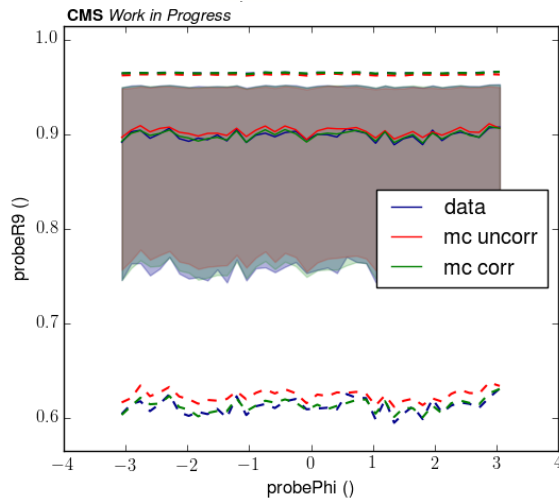 CMS Work in Progress
1.0
0.9
0.8
0.7
0.6
probeR9 ()
data
mc uncorr
mc corr
−4 −3 −2 −1 0 1 2 3 4
probePhi ()